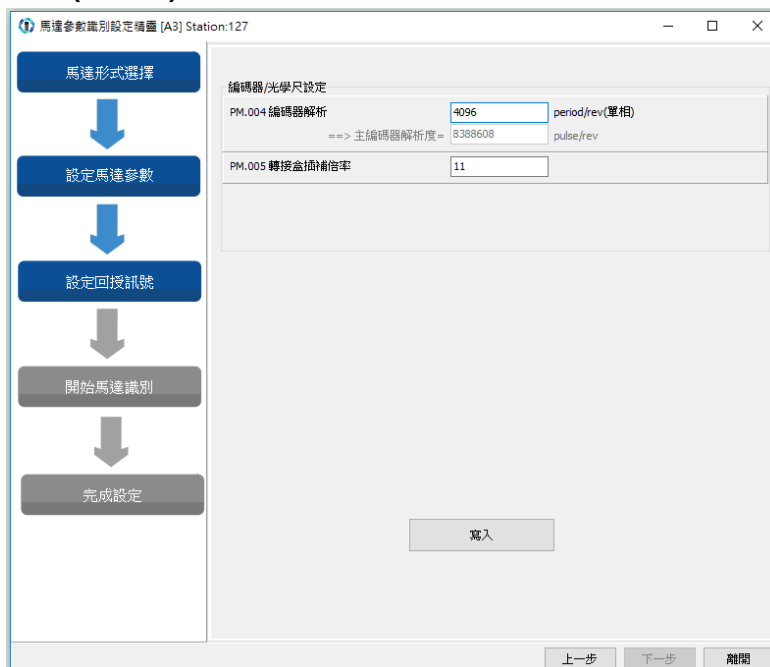 馬達參數識別設定精靈 [A3] Station:127
馬達形式選擇
設定馬達參數
設定回授訊號
開始馬達識別
完成設定
編碼器/光學尺設定
PM.004 編碼器解析 4096 period/rev(單相)
==> 主編碼器解析度= 8388608 pulse/rev
PM.005 轉接盒插補倍率 11
寫入
上一步 下一步 離開